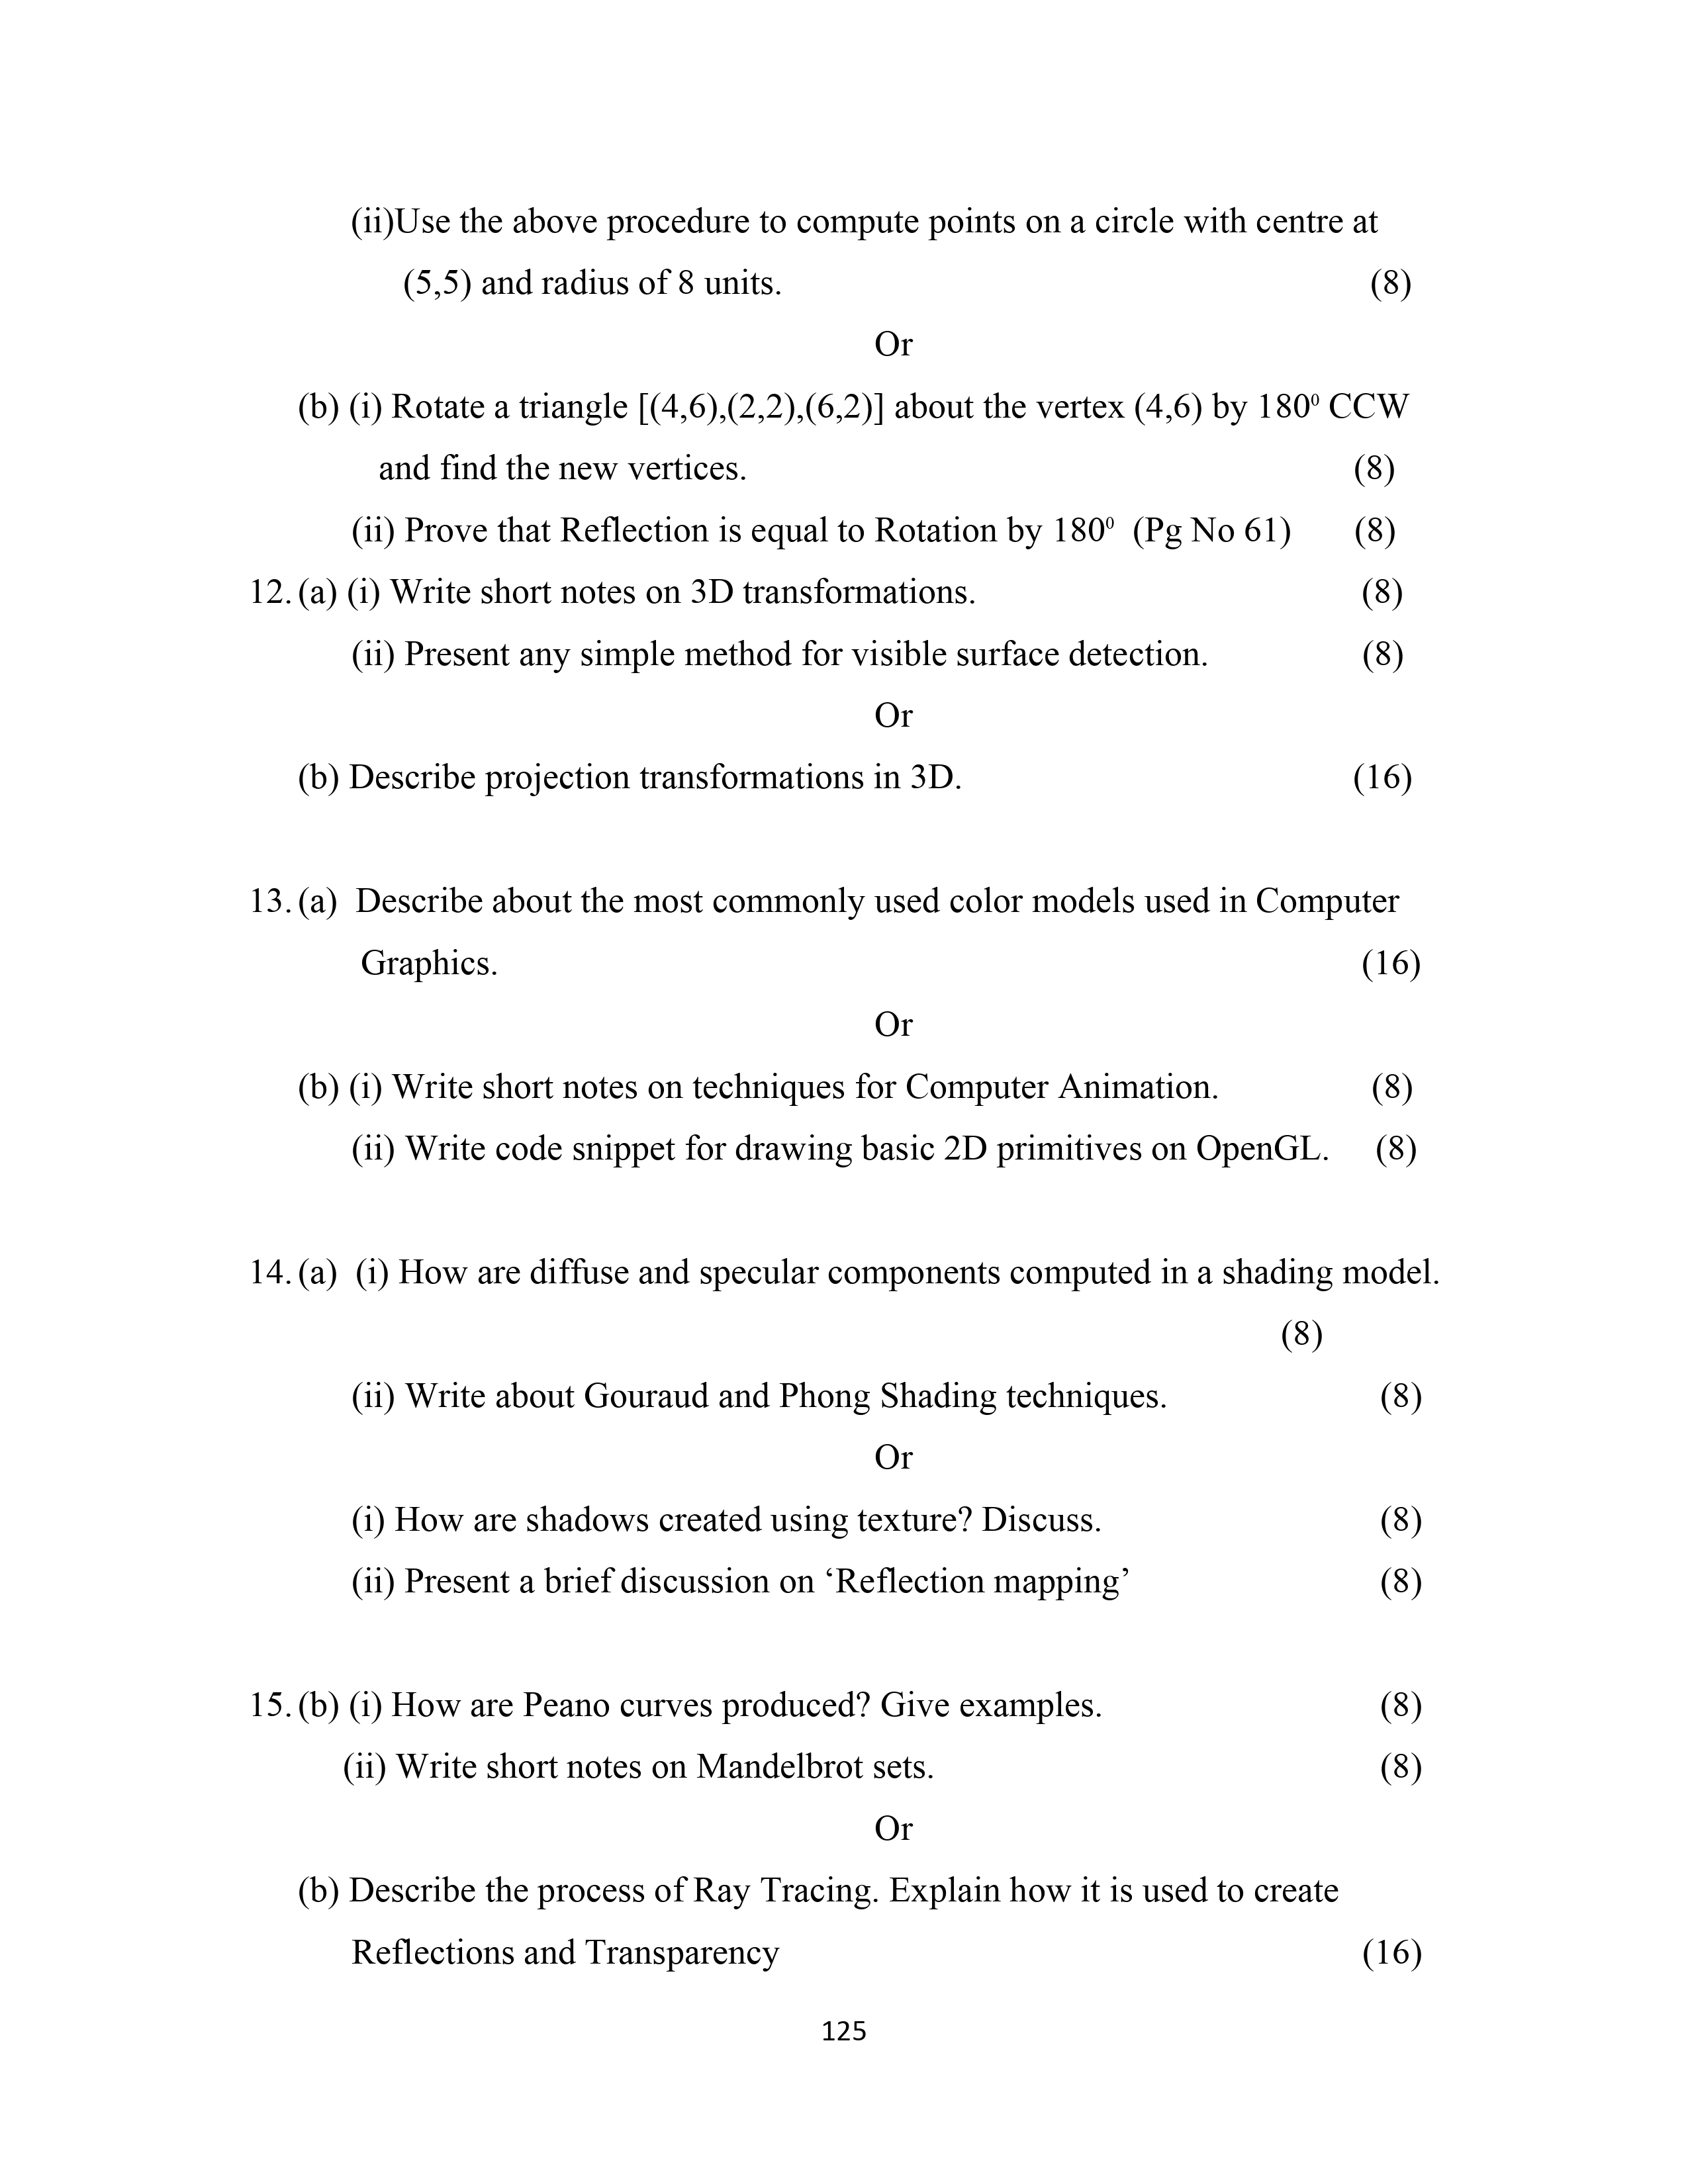 (ii)Use the above procedure to compute points on a circle with centre at
(5,5) and radius of 8 units. (8)
Or
(b) (i) Rotate a triangle [(4,6),(2,2),(6,2)] about the vertex (4,6) by 180⁰ CCW
and find the new vertices. (8)
(ii) Prove that Reflection is equal to Rotation by 180⁰ (Pg No 61) (8)
12. (a) (i) Write short notes on 3D transformations. (8)
(ii) Present any simple method for visible surface detection. (8)
Or
(b) Describe projection transformations in 3D. (16)
13. (a) Describe about the most commonly used color models used in Computer
Graphics. (16)
Or
(b) (i) Write short notes on techniques for Computer Animation. (8)
(ii) Write code snippet for drawing basic 2D primitives on OpenGL. (8)
14. (a) (i) How are diffuse and specular components computed in a shading model.
(8)
(ii) Write about Gouraud and Phong Shading techniques. (8)
Or
(i) How are shadows created using texture? Discuss. (8)
(ii) Present a brief discussion on ‘Reflection mapping’ (8)
15. (b) (i) How are Peano curves produced? Give examples. (8)
(ii) Write short notes on Mandelbrot sets. (8)
Or
(b) Describe the process of Ray Tracing. Explain how it is used to create
Reflections and Transparency (16)
125